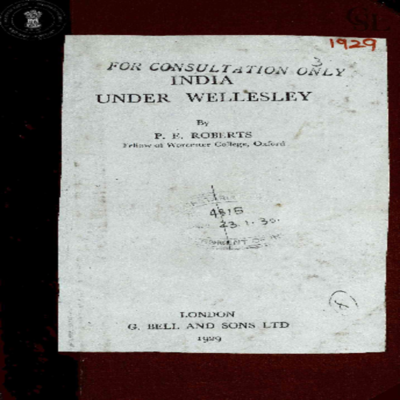 1929
FOR CONSULTATION ONLY
INDIA
UNDER WELLESLEY
By
P. E. ROBERTS
Fellow of Worcester College, Oxford
4815
23.1.30.
LONDON
G. BELL AND SONS LTD
1929